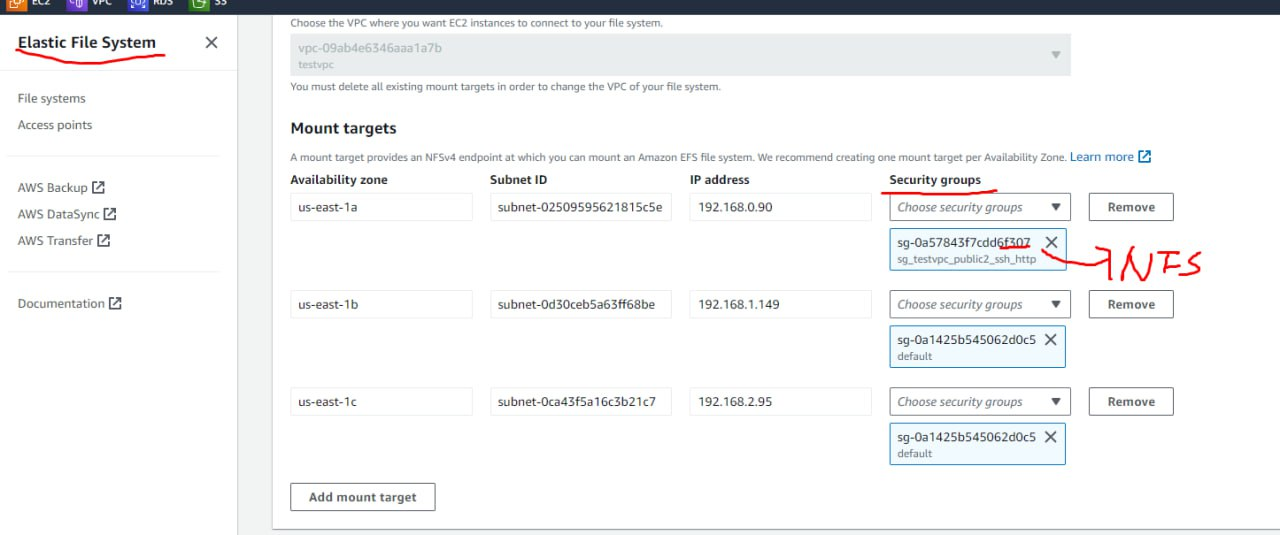 EC2 VPC RDS S3
Elastic File System
File systems
Access points
AWS Backup
AWS DataSync
AWS Transfer
Documentation
Choose the VPC where you want EC2 instances to connect to your file system.
vpc-09ab4e6346aaa1a7b
testvpc
You must delete all existing mount targets in order to change the VPC of your file system.
Mount targets
A mount target provides an NFSv4 endpoint at which you can mount an Amazon EFS file system. We recommend creating one mount target per Availability Zone. Learn more
Availability zone Subnet ID IP address Security groups
us-east-1a subnet-02509595621815c5e 192.168.0.90 Choose security groups Remove
sg-0a57843f7cdd6f307
sg_testvpc_public2_ssh_http
NFS
us-east-1b subnet-0d30ceb5a63ff68be 192.168.1.149 Choose security groups Remove
sg-0a1425b545062d0c5
default
us-east-1c subnet-0ca43f5a16c3b21c7 192.168.2.95 Choose security groups Remove
sg-0a1425b545062d0c5
default
Add mount target